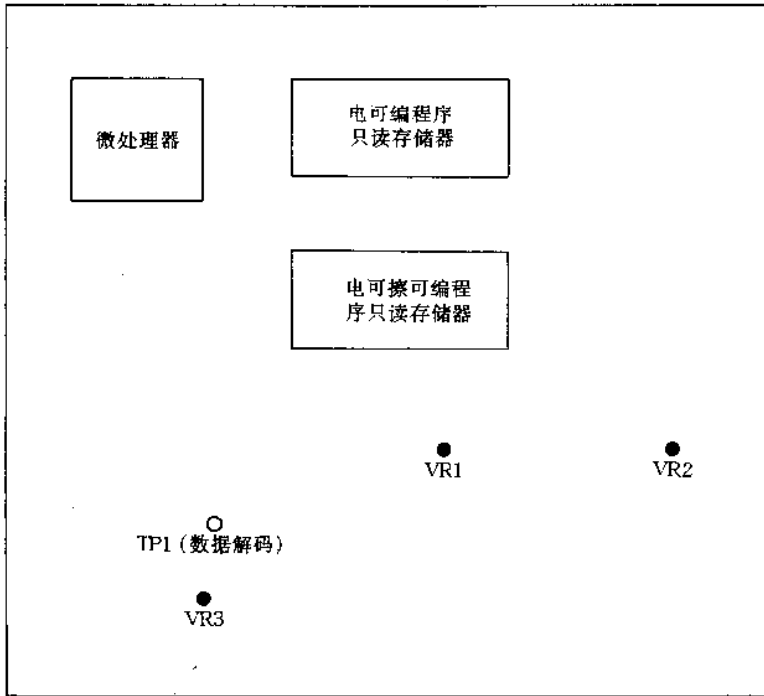 微处理器
电可编程序
只读存储器
电可擦可编程
序只读存储器
VR1
VR2
TP1 (数据解码)
VR3